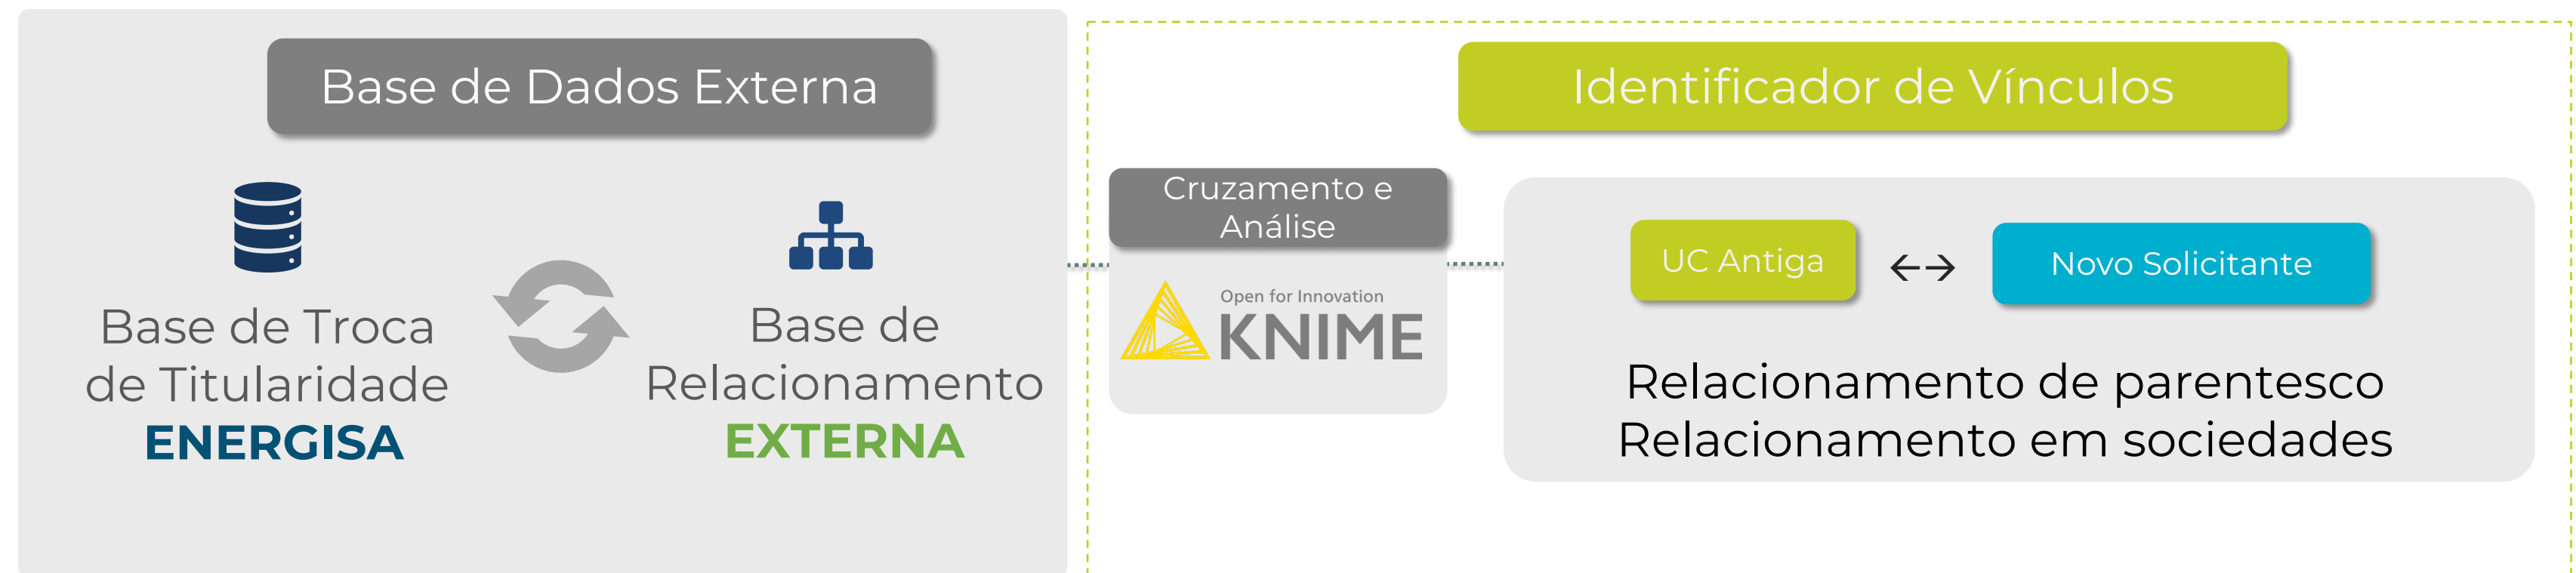 Base de Dados Externa
Base de Troca
de Titularidade
ENERGISA
Base de
Relacionamento
EXTERNA
Identificador de Vínculos
Cruzamento e
Análise
Open for Innovation
KNIME
UC Antiga
Novo Solicitante
Relacionamento de parentesco
Relacionamento em sociedades